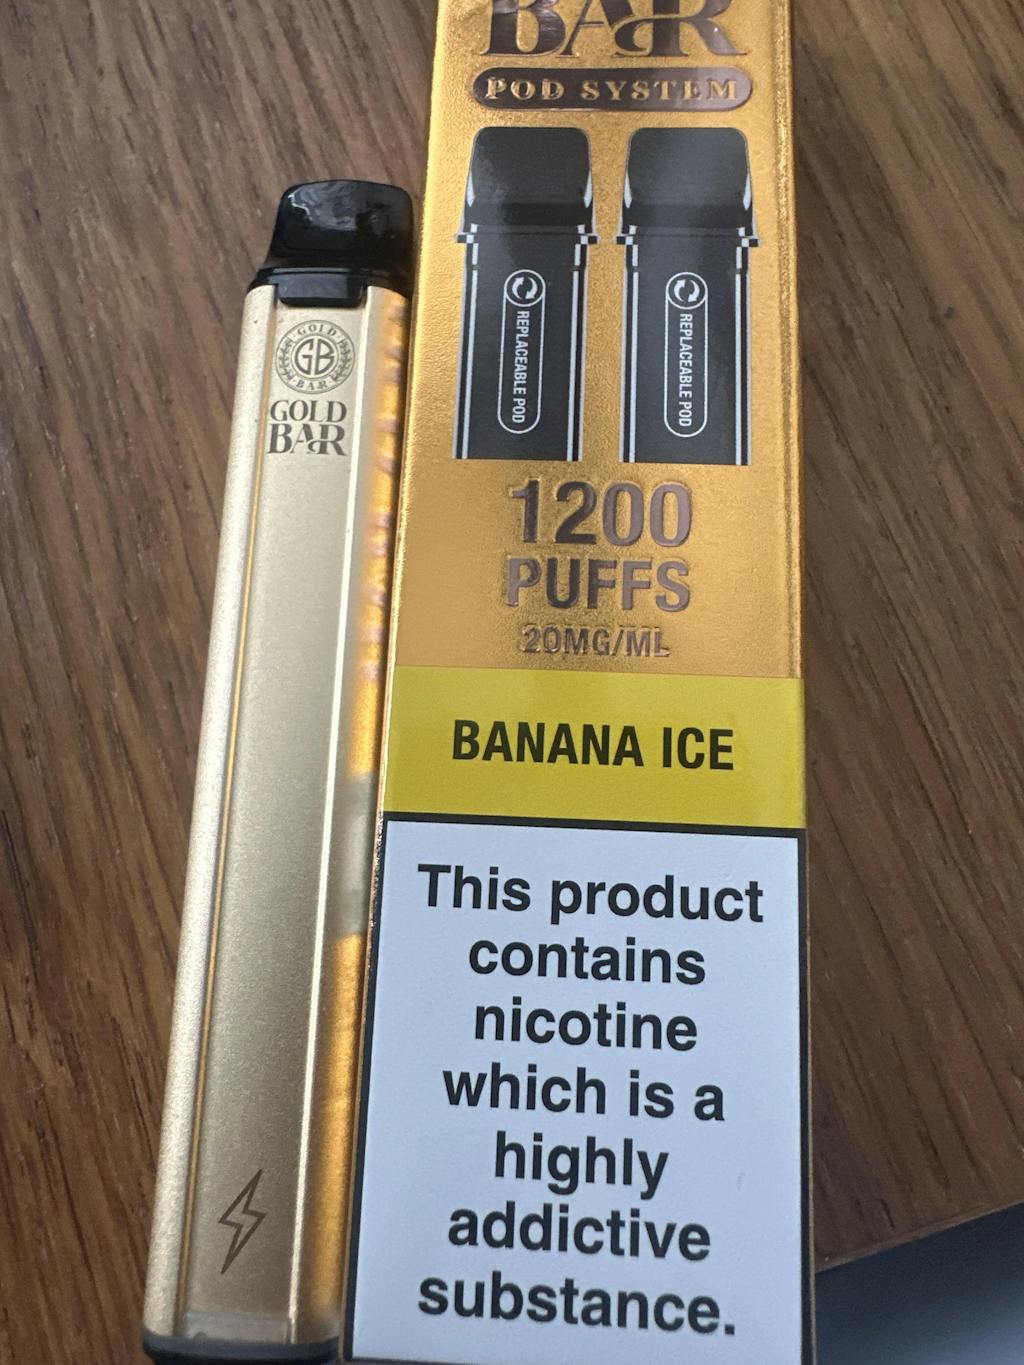 GOLD
GB
BAR
GOLD
BAR
BAR
POD SYSTEM
REPLACEABLE POD
REPLACEABLE POD
1200
PUFFS
20MG/ML
BANANA ICE
This product
contains
nicotine
which is a
highly
addictive
substance.